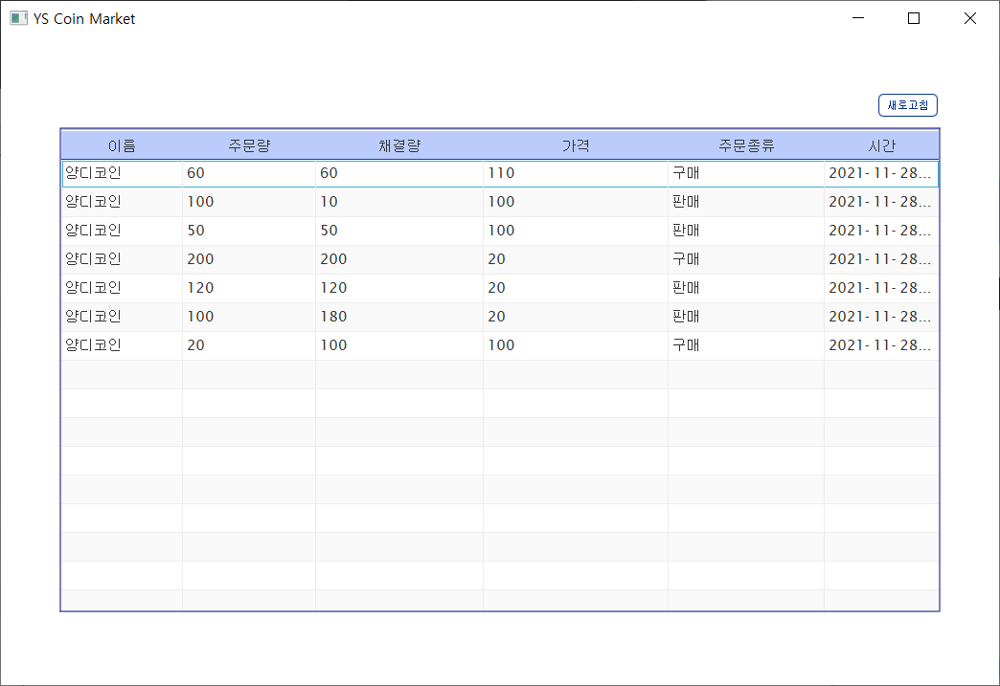 YS Coin Market
새로고침
이름 주문량 채결량 가격 주문종류 시간
양디코인 60 60 110 구매 2021-11-28...
양디코인 100 10 100 판매 2021-11-28...
양디코인 50 50 100 판매 2021-11-28...
양디코인 200 200 20 구매 2021-11-28...
양디코인 120 120 20 판매 2021-11-28...
양디코인 100 180 20 판매 2021-11-28...
양디코인 20 100 100 구매 2021-11-28...